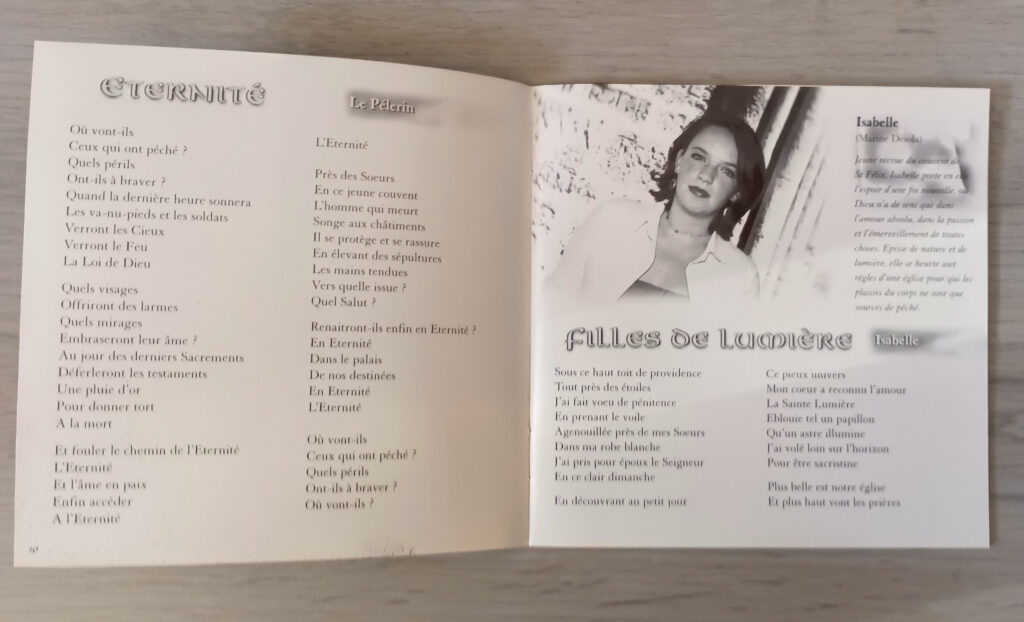 ETERNITÉ
Le Pélerin
Où vont-ils
Ceux qui ont péché ?
Quels périls
Ont-ils à braver ?
Quand la dernière heure sonnera
Les va-nu-pieds et les soldats
Verront les Cieux
Verront le Feu
La Loi de Dieu
Quels visages
Offriront des larmes
Quels mirages
Embraseront leur âme ?
Au jour des derniers Sacrements
Déferleront les testaments
Une pluie d'or
Pour donner tort
A la mort
Et fouler le chemin de l'Eternité
L'Eternité
Et l'âme en paix
Enfin accéder
A l'Eternité
L'Eternité
Près des Soeurs
En ce jeune couvent
L'homme qui meurt
Songe aux châtiments
Il se protège et se rassure
En élevant des sépultures
Les mains tendues
Vers quelle issue ?
Quel Salut ?
Renaitront-ils enfin en Eternité ?
En Eternité
Dans le palais
De nos destinées
En Eternité
L'Eternité
Où vont-ils
Ceux qui ont péché ?
Quels périls
Ont-ils à braver ?
Où vont-ils ?
Isabelle
(Marine Desola)
Jeune recrue du couvent de
St Félix, Isabelle porte en elle
l'espoir d'une foi nouvelle, où
Dieu n'a de sens que dans
l'amour absolu, dans la passion
et l'émerveillement de toutes
choses. Eprise de nature et de
lumière, elle se heurte aux
règles d'une église pour qui les
plaisirs du corps ne sont que
sources de péché.
FILLES DE LUMIÈRE
Isabelle
Sous ce haut toit de providence
Tout près des étoiles
J'ai fait voeu de pénitence
En prenant le voile
Agenouillée près de mes Soeurs
Dans ma robe blanche
J'ai pris pour époux le Seigneur
En ce clair dimanche
En découvrant au petit jour
Ce pieux univers
Mon coeur a reconnu l'amour
La Sainte Lumière
Eblouie tel un papillon
Qu'un astre illumine
J'ai volé loin sur l'horizon
Pour être sacristine
Plus belle est notre église
Et plus haut vont les prières